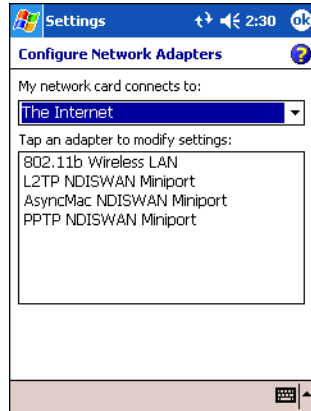 Settings 2:30 ok
Configure Network Adapters ?
My network card connects to:
The Internet
Tap an adapter to modify settings:
802.11b Wireless LAN
L2TP NDISWAN Miniport
AsyncMac NDISWAN Miniport
PPTP NDISWAN Miniport